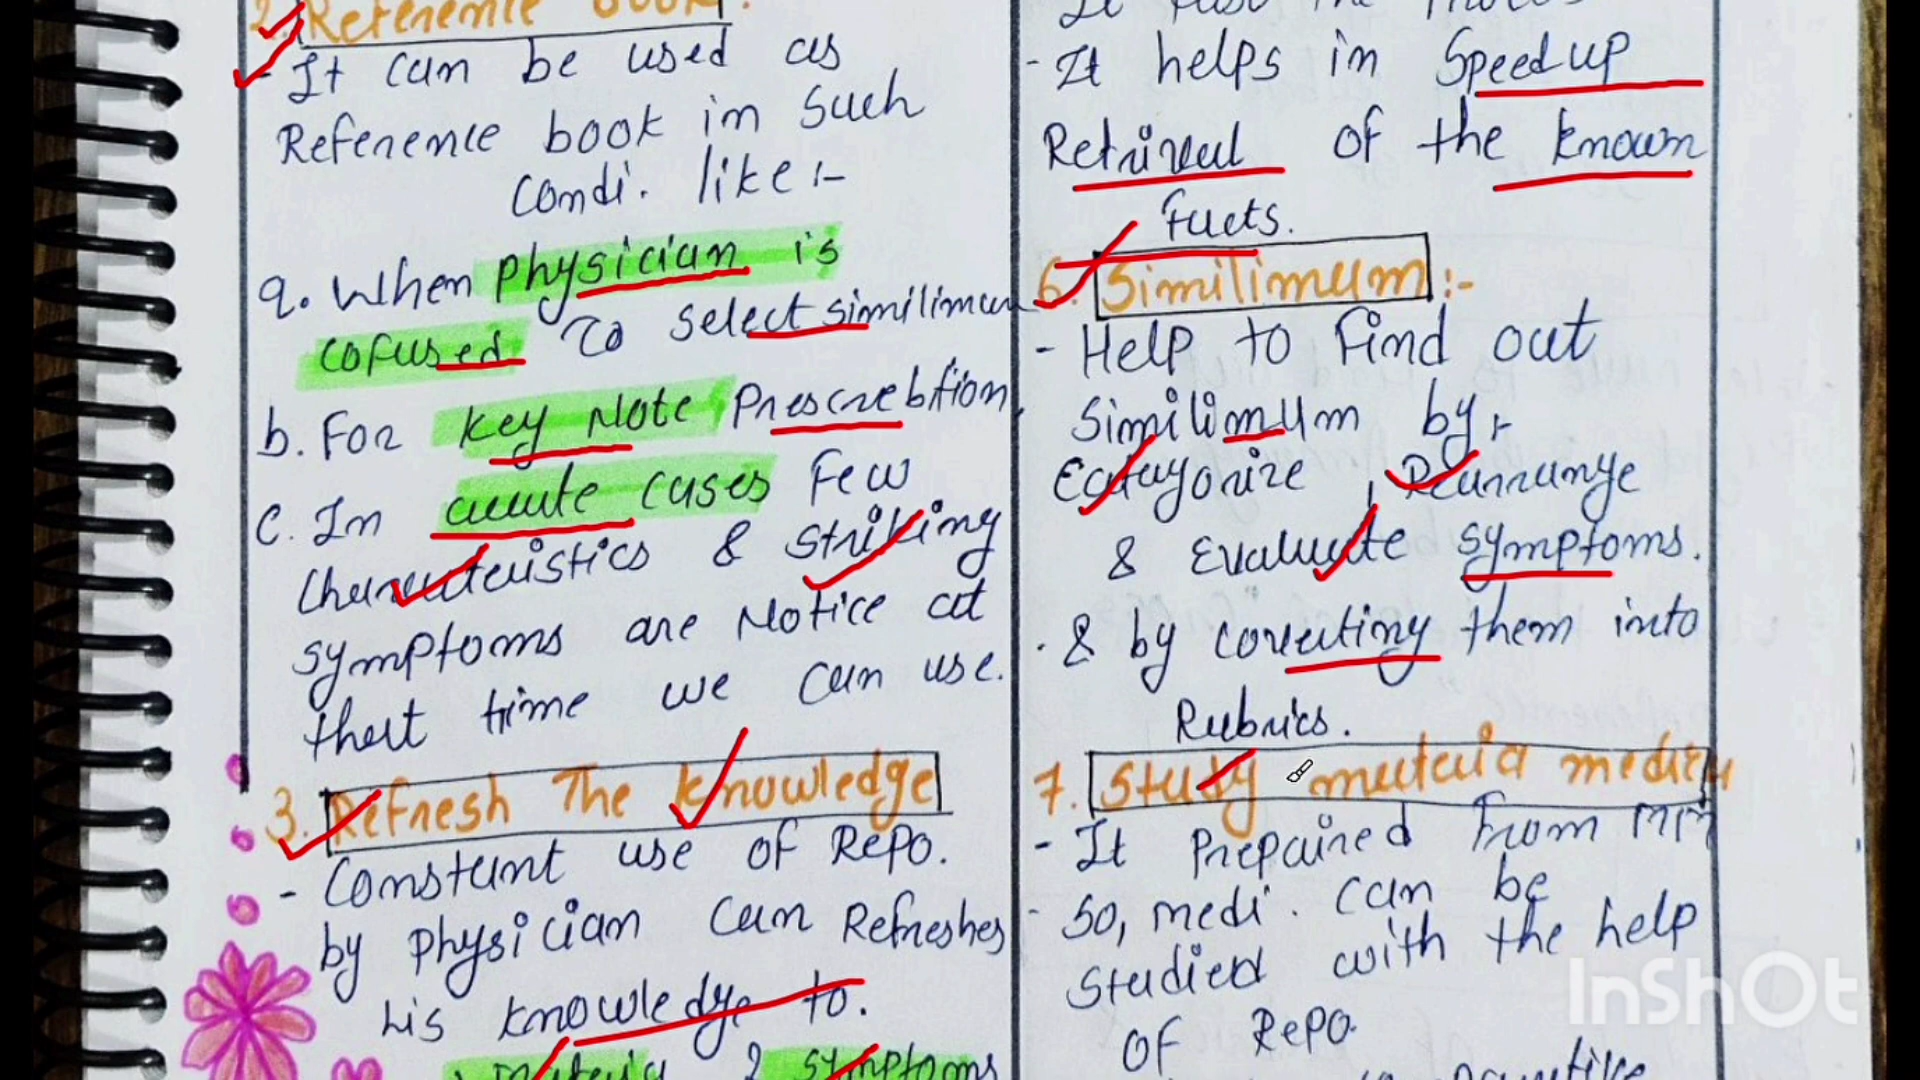 2. Reference book:
- It can be used as
Reference book in such
Condi. like :-
a. When physician is
cofused to select similimum
b. For key Note Prescrebtion,
C. In acute cases Few
characteristics & striking
symptoms are Notice at
that time we can use.
3. Refresh The knowledge
- Constant use of Repo.
by physician can Refreshes
his knowledge to.
materia & symptoms
- It helps in Speedup
Retrival of the known
facts.
6. Similimum :-
- Help to find out
Similimum by,
Catagorize, Rearrange
& Evaluate symptoms.
. & by coverting them into
Rubrics.
7. Study materia medica
- It Prepaired From MM
- So, medi. can be
studied with the help
of Repo.
InShOt